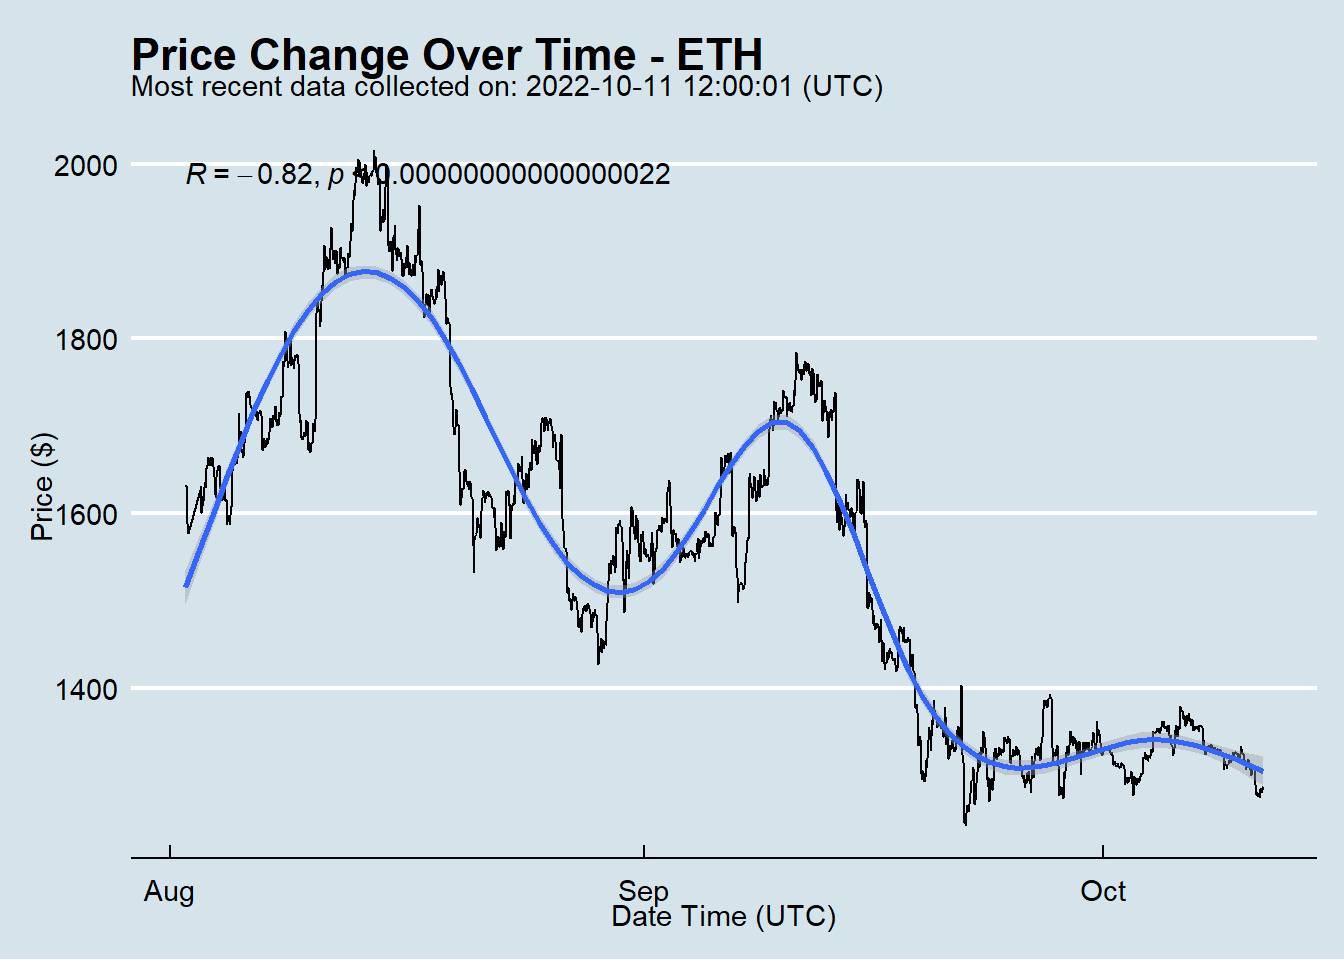 Price Change Over Time - ETH
Most recent data collected on: 2022-10-11 12:00:01 (UTC)
R = −0.82, p < 0.00000000000000022
2000
1800
1600
1400
Price ($)
Aug Sep Oct
Date Time (UTC)